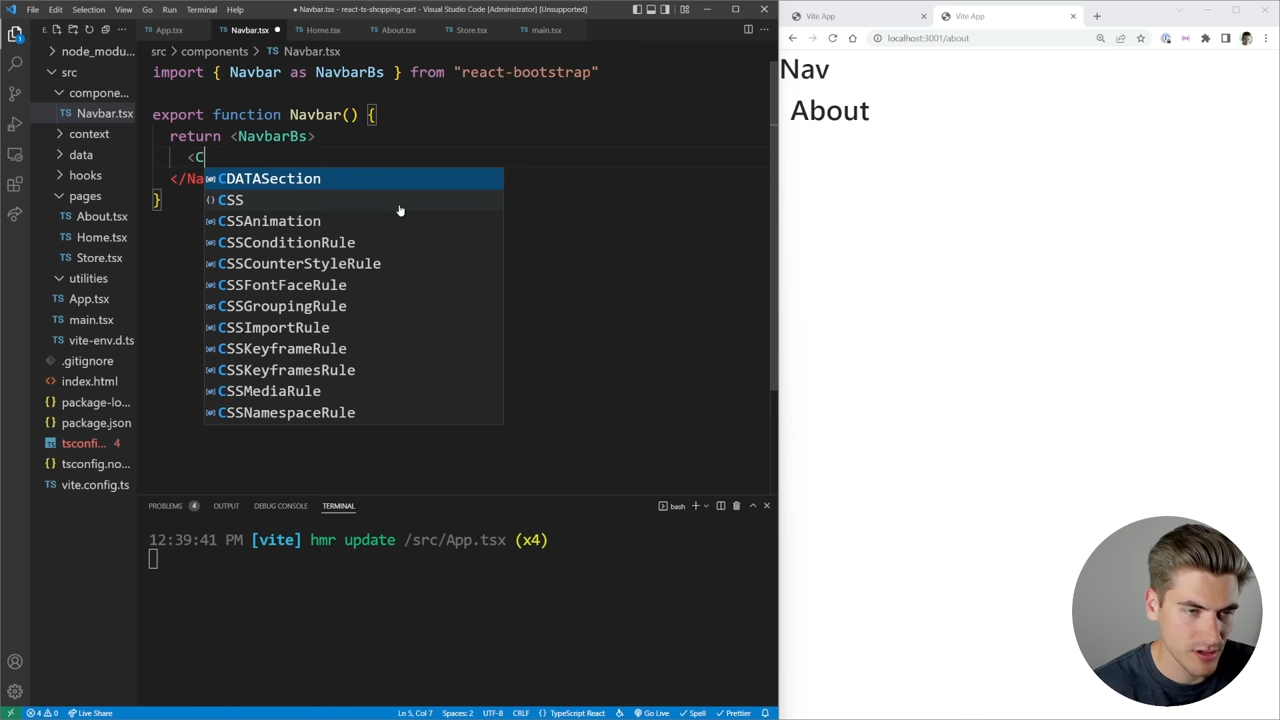 File Edit Selection View Go Run Terminal Help
● Navbar.tsx - react-ts-shopping-cart - Visual Studio Code [Administrator] [Unsupported]
App.tsx Navbar.tsx Home.tsx About.tsx Store.tsx main.tsx
src > components > Navbar.tsx
node_modu...
src
compone...
Navbar.tsx
context
data
hooks
pages
About.tsx
Home.tsx
Store.tsx
utilities
App.tsx
main.tsx
vite-env.d.ts
.gitignore
index.html
package-lo...
package.json
tsconfi... 4
tsconfig.no...
vite.config.ts
import { Navbar as NavbarBs } from "react-bootstrap"
export function Navbar() {
return <NavbarBs>
<C
</Na
}
CDATASection
CSS
CSSAnimation
CSSConditionRule
CSSCounterStyleRule
CSSFontFaceRule
CSSGroupingRule
CSSImportRule
CSSKeyframeRule
CSSKeyframesRule
CSSMediaRule
CSSNamespaceRule
PROBLEMS 4 OUTPUT DEBUG CONSOLE TERMINAL
bash
12:39:41 PM [vite] hmr update /src/App.tsx (x4)
4 0 Live Share
Ln 5, Col 7 Spaces: 2 UTF-8 CRLF {} TypeScript React Go Live Spell Prettier
Vite App
Vite App
localhost:3001/about
Nav
About